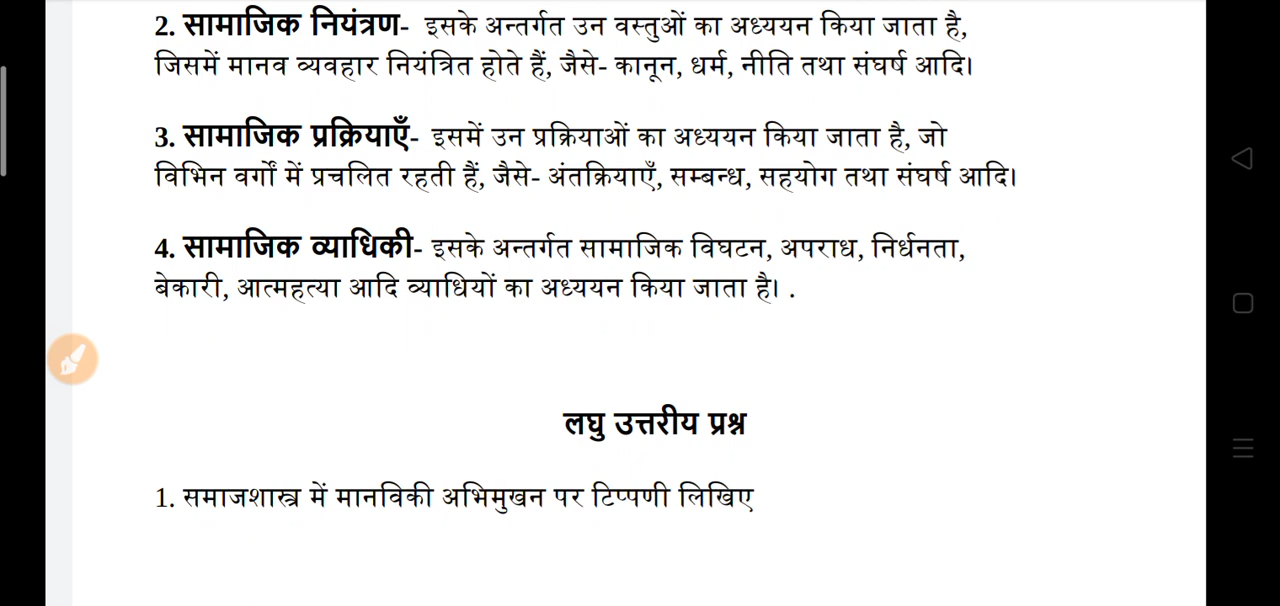 2. सामाजिक नियंत्रण- इसके अन्तर्गत उन वस्तुओं का अध्ययन किया जाता है,
जिसमें मानव व्यवहार नियंत्रित होते हैं, जैसे- कानून, धर्म, नीति तथा संघर्ष आदि।
3. सामाजिक प्रक्रियाएँ- इसमें उन प्रक्रियाओं का अध्ययन किया जाता है, जो
विभिन वर्गों में प्रचलित रहती हैं, जैसे- अंतक्रियाएँ, सम्बन्ध, सहयोग तथा संघर्ष आदि।
4. सामाजिक व्याधिकी- इसके अन्तर्गत सामाजिक विघटन, अपराध, निर्धनता,
बेकारी, आत्महत्या आदि व्याधियों का अध्ययन किया जाता है। .
लघु उत्तरीय प्रश्न
1. समाजशास्त्र में मानविकी अभिमुखन पर टिप्पणी लिखिए